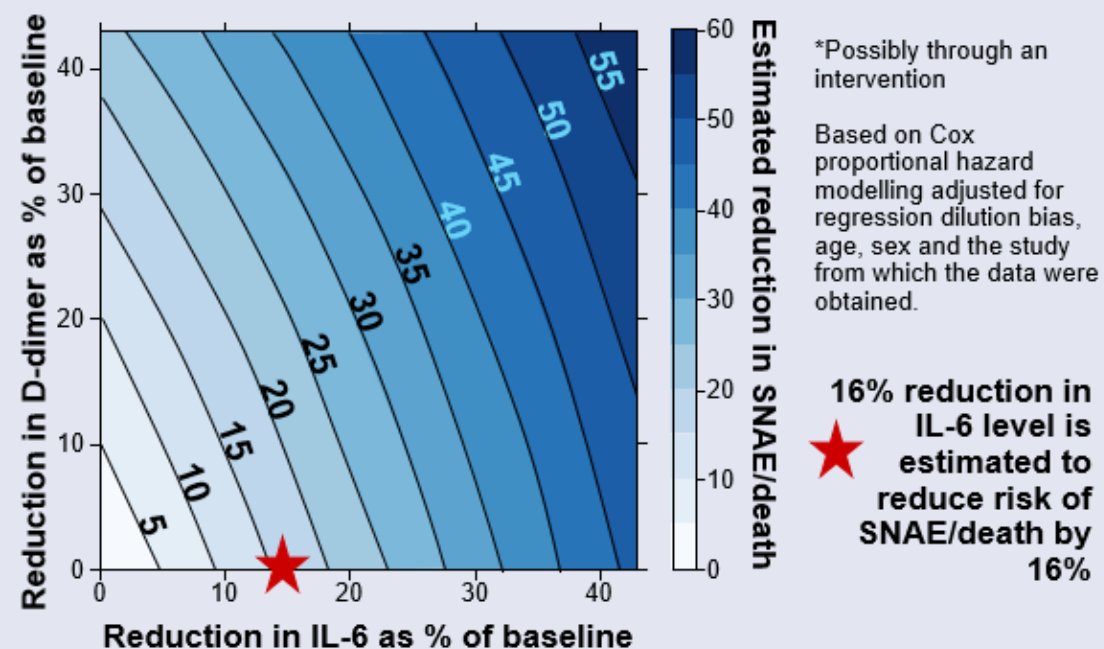 Reduction in D-dimer as % of baseline
40
30
20
10
0
0
10
20
30
40
Reduction in IL-6 as % of baseline
5
10
15
20
25
30
35
40
45
50
55
60
50
40
30
20
10
0
Estimated reduction in SNAE/death
*Possibly through an
intervention
Based on Cox
proportional hazard
modelling adjusted for
regression dilution bias,
age, sex and the study
from which the data were
obtained.
16% reduction in
IL-6 level is
estimated to
reduce risk of
SNAE/death by
16%